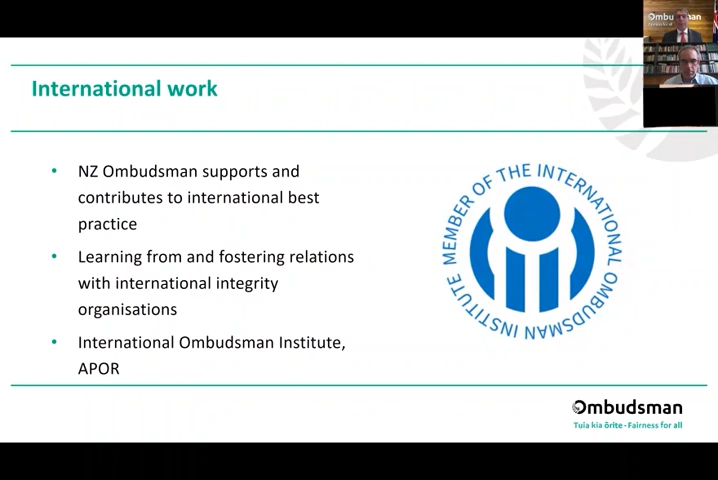 Ombudsman
International work
• NZ Ombudsman supports and
contributes to international best
practice
• Learning from and fostering relations
with international integrity
organisations
• International Ombudsman Institute,
APOR
MEMBER OF THE INTERNATIONAL OMBUDSMAN INSTITUTE
Ombudsman
Tuia kia ōrite - Fairness for all